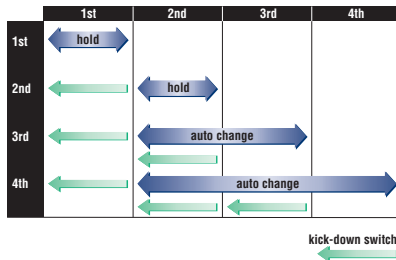 1st 2nd 3rd 4th
1st hold
2nd hold
3rd auto change
4th auto change
kick-down switch